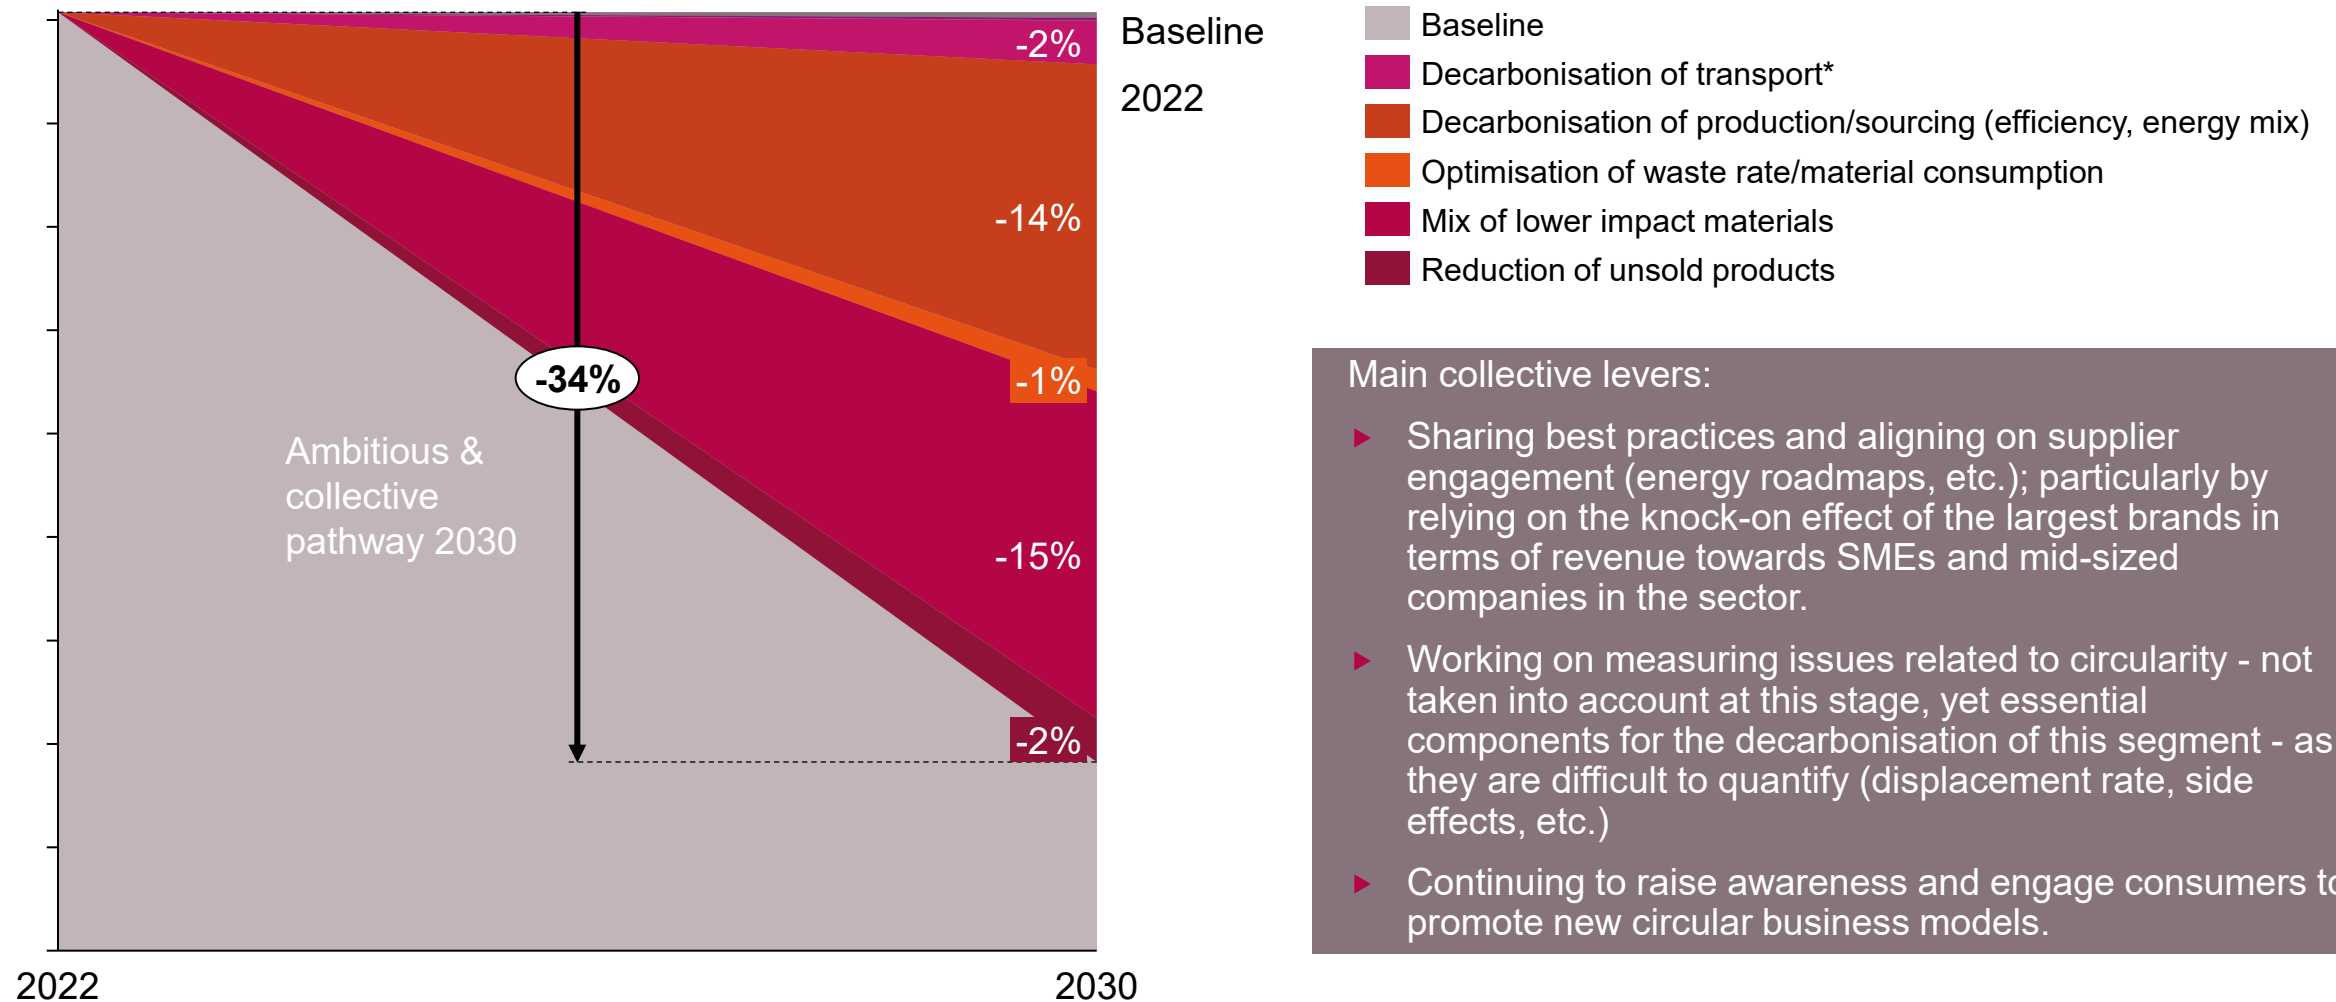 Baseline
2022
-2%
-14%
-1%
-34%
Ambitious &
collective
pathway 2030
-15%
-2%
2022
2030
Baseline
Decarbonisation of transport*
Decarbonisation of production/sourcing (efficiency, energy mix)
Optimisation of waste rate/material consumption
Mix of lower impact materials
Reduction of unsold products
Main collective levers:
Sharing best practices and aligning on supplier
engagement (energy roadmaps, etc.); particularly by
relying on the knock-on effect of the largest brands in
terms of revenue towards SMEs and mid-sized
companies in the sector.
Working on measuring issues related to circularity - not
taken into account at this stage, yet essential
components for the decarbonisation of this segment - as
they are difficult to quantify (displacement rate, side
effects, etc.)
Continuing to raise awareness and engage consumers to
promote new circular business models.